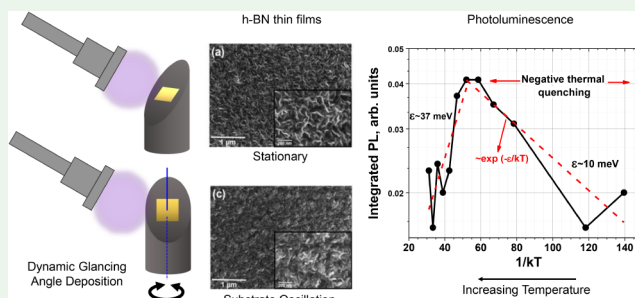 h-BN thin films
Photoluminescence
(a)
1 μm
Stationary
(c)
1 μm
Substrate Oscillation
Dynamic Glancing
Angle Deposition
Integrated PL, arb. units
0.05
0.04
0.03
0.02
Negative thermal
quenching
ε~37 meV
~exp (-ε/kT)
ε~10 meV
20 40 60 80 100 120 140
1/kT
Increasing Temperature